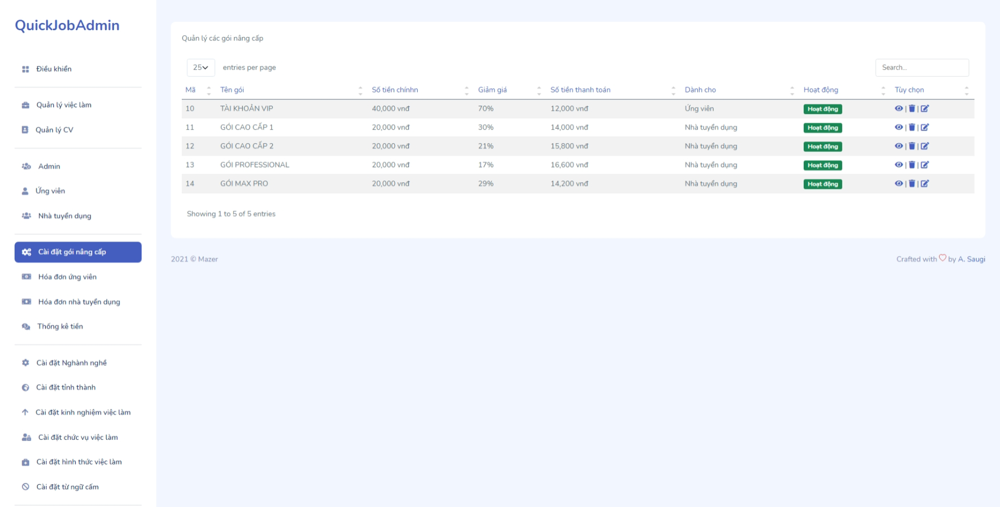 QuickJobAdmin
Điều khiển
Quản lý việc làm
Quản lý CV
Admin
Ứng viên
Nhà tuyển dụng
Cài đặt gói nâng cấp
Hóa đơn ứng viên
Hóa đơn nhà tuyển dụng
Thống kê tiền
Cài đặt Nghành nghề
Cài đặt tỉnh thành
Cài đặt kinh nghiệm việc làm
Cài đặt chức vụ việc làm
Cài đặt hình thức việc làm
Cài đặt từ ngữ cấm
Quản lý các gói nâng cấp
25 entries per page Search...
Mã Tên gói Số tiền chínhn Giảm giá Số tiền thanh toán Dành cho Hoạt động Tùy chọn
10 TÀI KHOẢN VIP 40,000 vnđ 70% 12,000 vnđ Ứng viên Hoạt động | |
11 GÓI CAO CẤP 1 20,000 vnđ 30% 14,000 vnđ Nhà tuyển dụng Hoạt động | |
12 GÓI CAO CẤP 2 20,000 vnđ 21% 15,800 vnđ Nhà tuyển dụng Hoạt động | |
13 GÓI PROFESSIONAL 20,000 vnđ 17% 16,600 vnđ Nhà tuyển dụng Hoạt động | |
14 GÓI MAX PRO 20,000 vnđ 29% 14,200 vnđ Nhà tuyển dụng Hoạt động | |
Showing 1 to 5 of 5 entries
2021 © Mazer Crafted with ♡ by A. Saugi